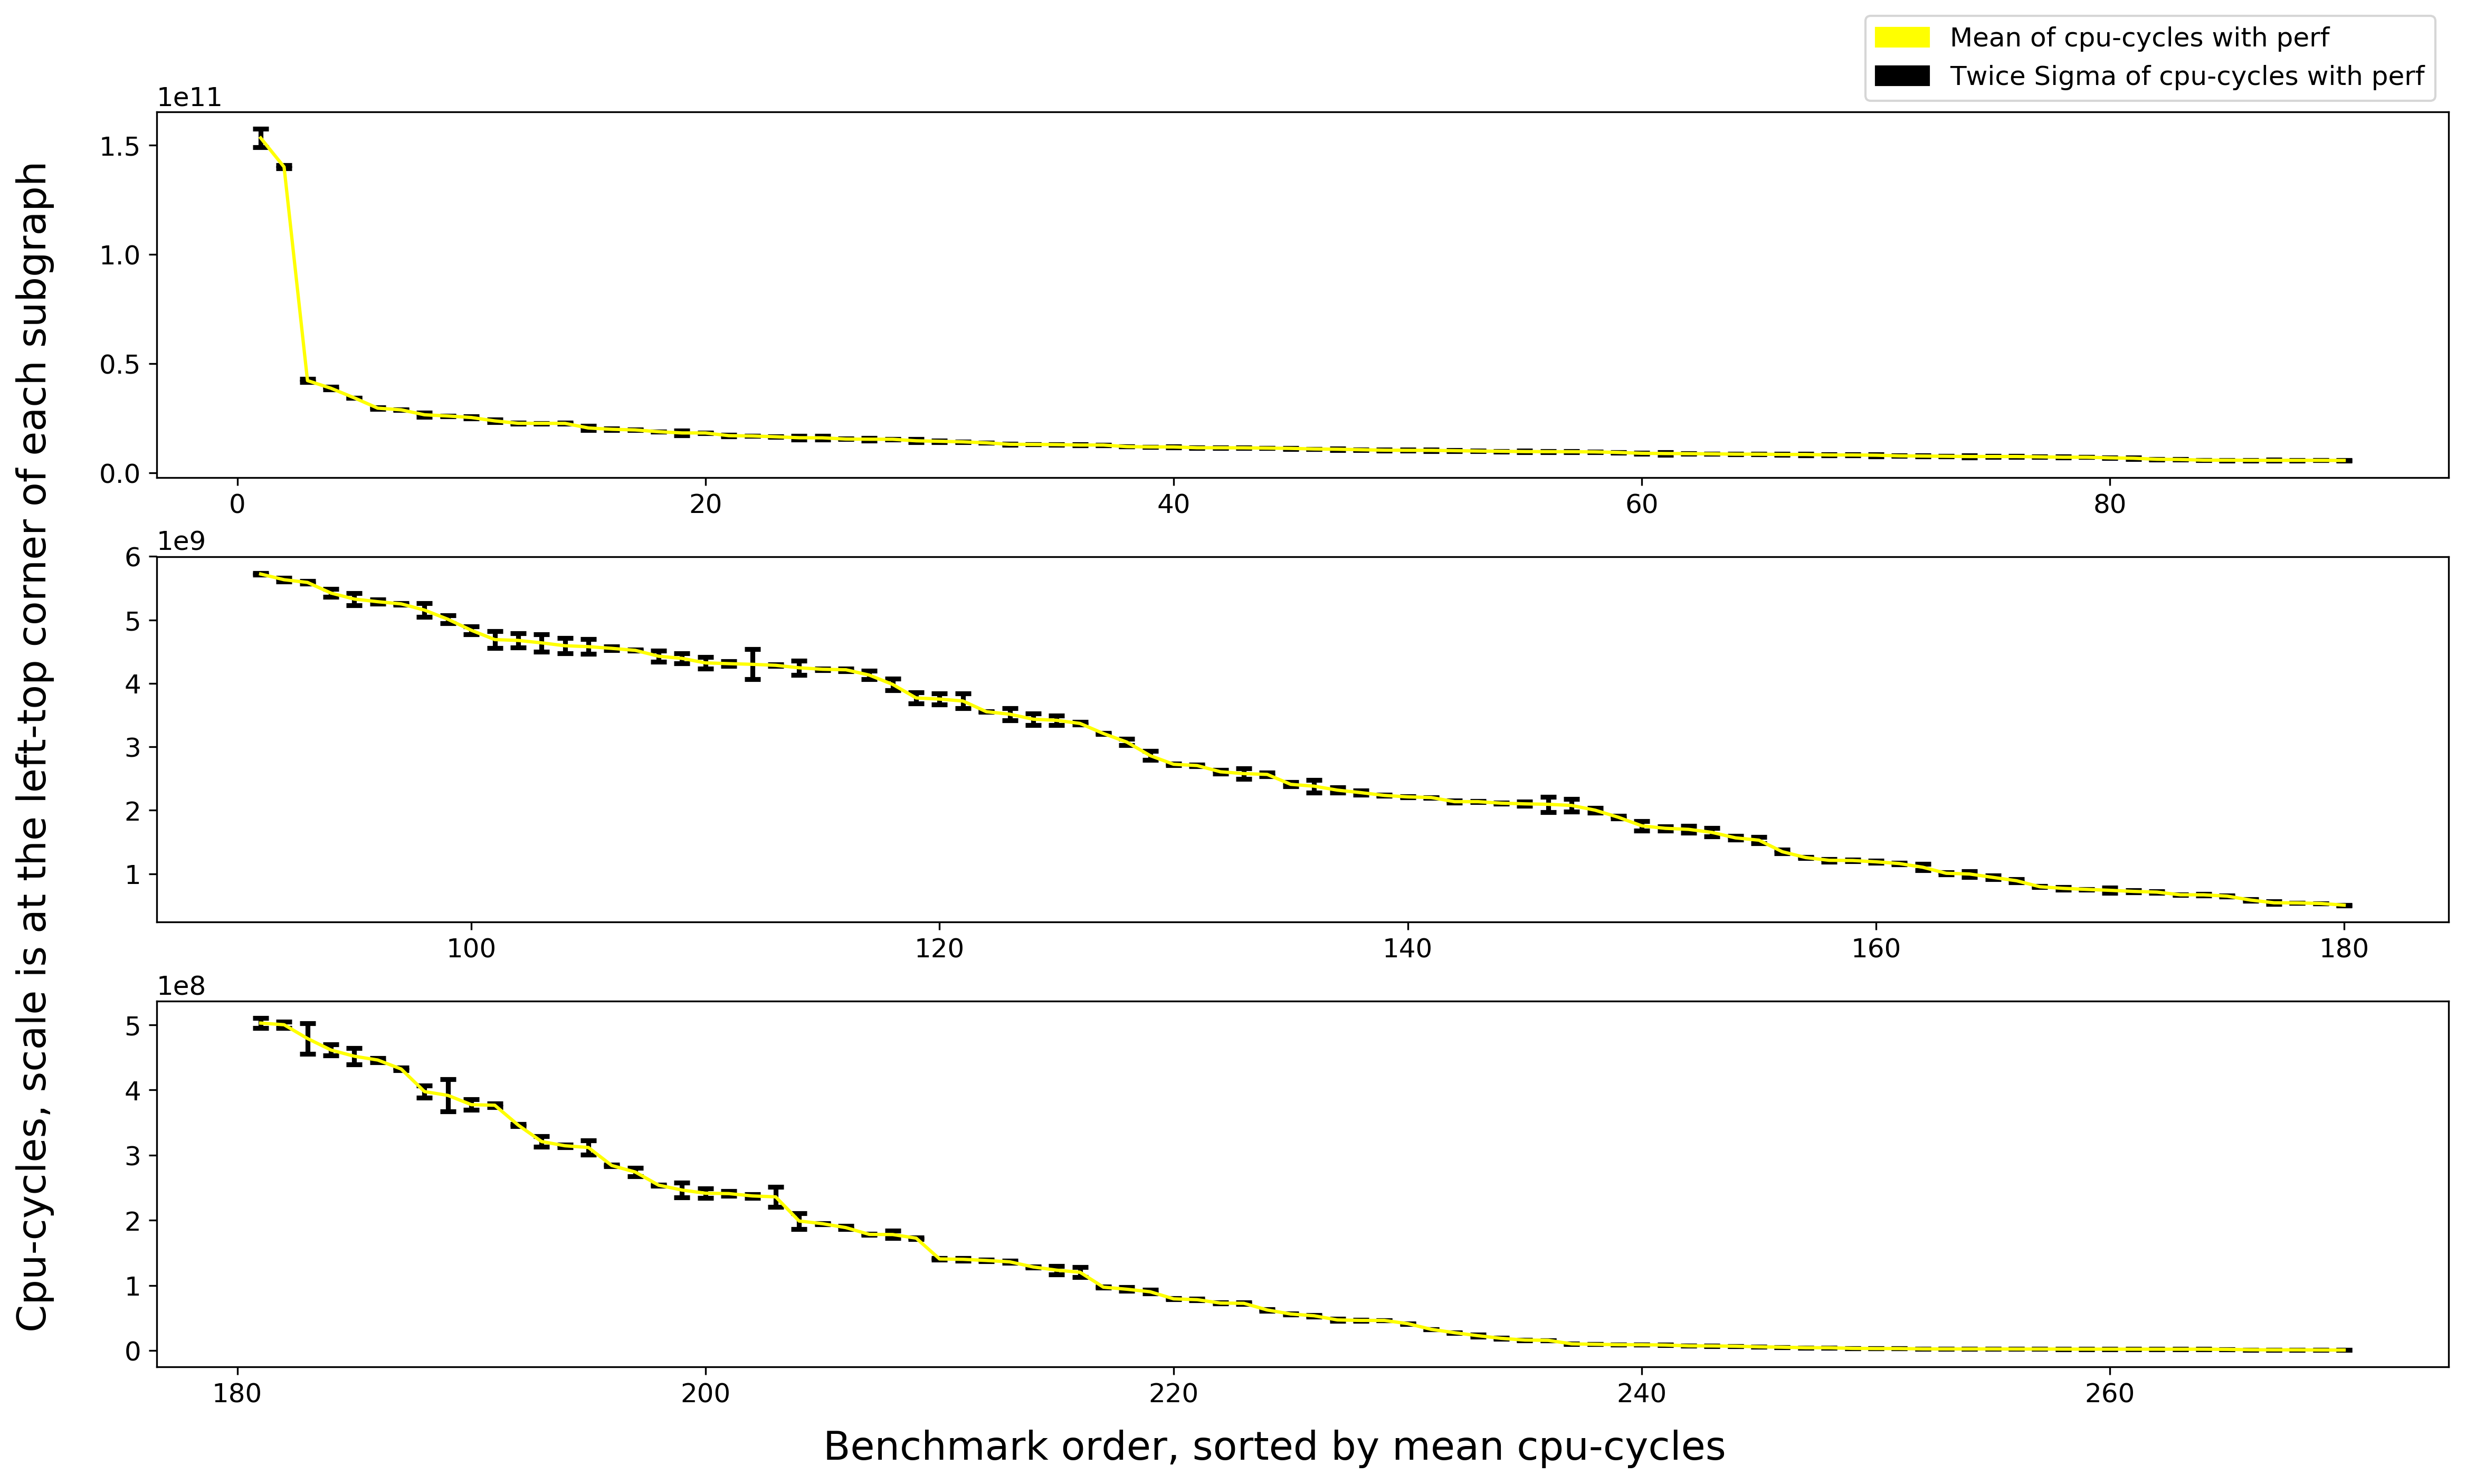 Mean of cpu-cycles with perf
Twice Sigma of cpu-cycles with perf
Cpu-cycles, scale is at the left-top corner of each subgraph
1e11
1.5
1.0
0.5
0.0
0 20 40 60 80
1e9
6
5
4
3
2
1
100 120 140 160 180
1e8
5
4
3
2
1
0
180 200 220 240 260
Benchmark order, sorted by mean cpu-cycles